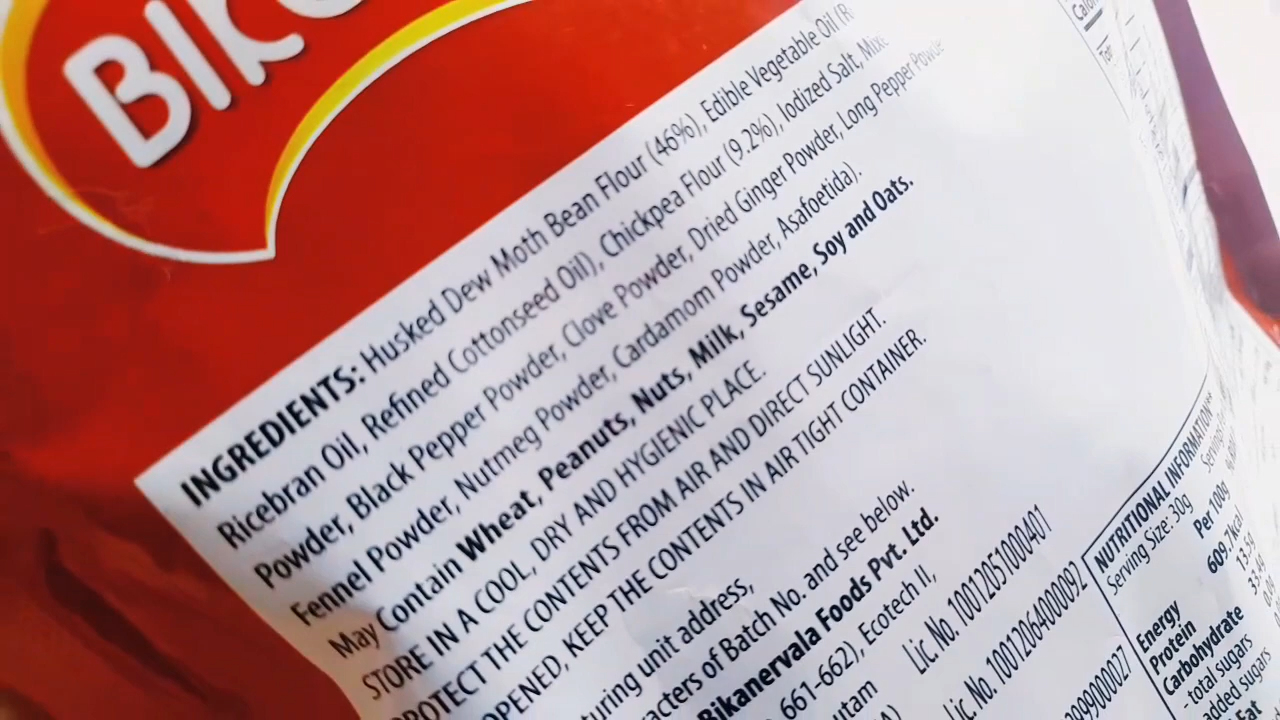 BIK
INGREDIENTS: Husked Dew Moth Bean Flour (46%), Edible Vegetable Oil (R
Ricebran Oil, Refined Cottonseed Oil), Chickpea Flour (9.2%), Iodized Salt, Mix
Powder, Black Pepper Powder, Clove Powder, Dried Ginger Powder, Long Pepper Powde
Fennel Powder, Nutmeg Powder, Cardamom Powder, Asafoetida).
May Contain Wheat, Peanuts, Nuts, Milk, Sesame, Soy and Oats.
STORE IN A COOL, DRY AND HYGIENIC PLACE.
PROTECT THE CONTENTS FROM AIR AND DIRECT SUNLIGHT.
OPENED, KEEP THE CONTENTS IN AIR TIGHT CONTAINER.
turing unit address,
acters of Batch No. and see below.
Bikanervala Foods Pvt. Ltd.
661-662), Ecotech II,
utam
Lic. No. 10012051000401
Lic. No. 10012064000092
9999000027
NUTRITIONAL INFORMATION**
Serving Size: 30g
Per 100g
Energy 609.7kcal
Protein 13.5g
Carbohydrate
- total sugars
added sugars
Fat